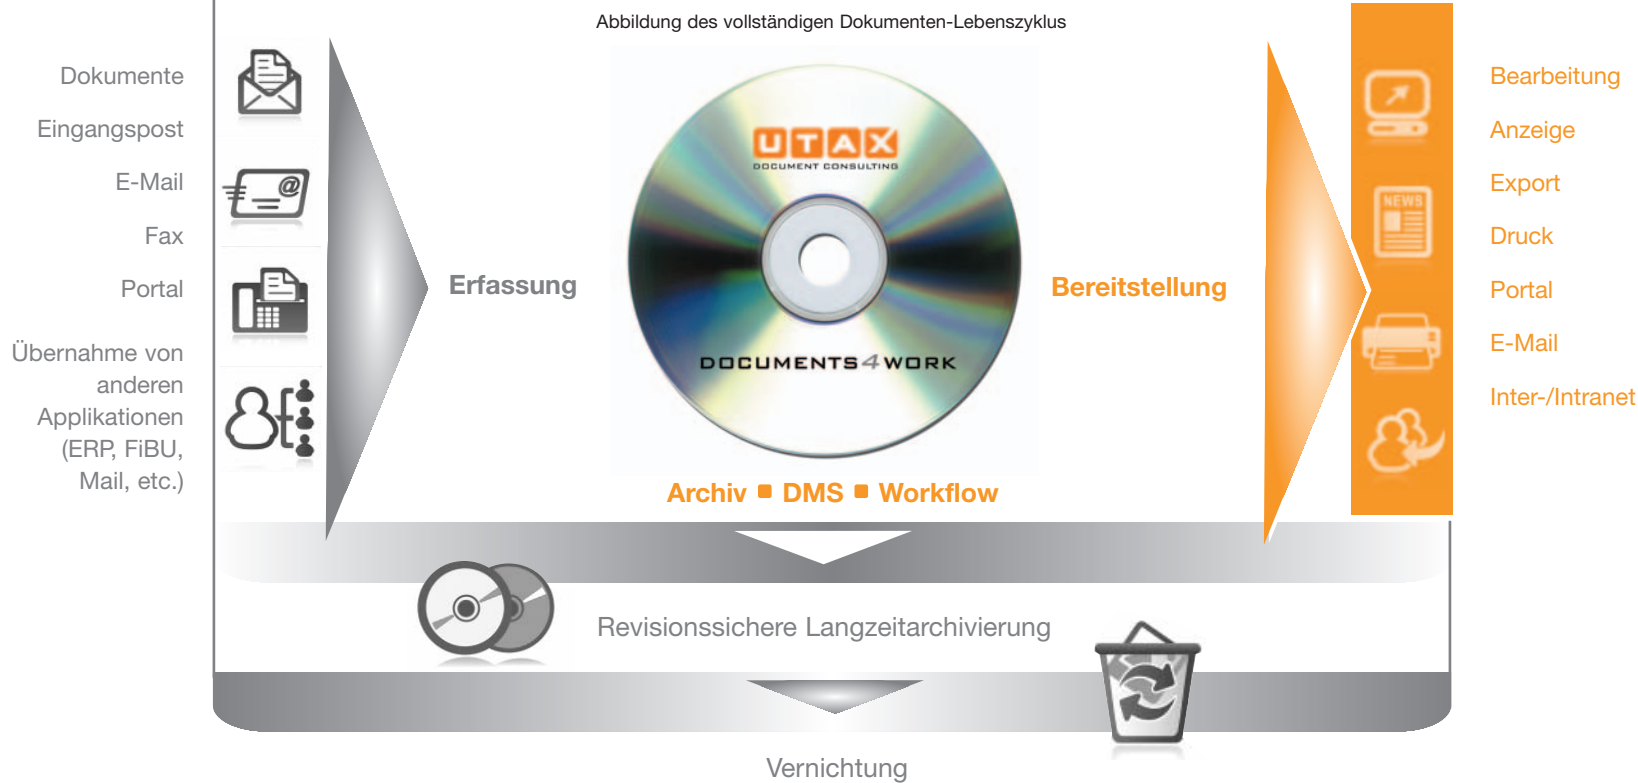 Abbildung des vollständigen Dokumenten-Lebenszyklus
Dokumente
Eingangspost
E-Mail
Fax
Portal
Übernahme von
anderen
Applikationen
(ERP, FiBU,
Mail, etc.)
@
Erfassung
UTAX
DOCUMENT CONSULTING
DOCUMENTS4WORK
Archiv ■ DMS ■ Workflow
Bereitstellung
NEWS
Bearbeitung
Anzeige
Export
Druck
Portal
E-Mail
Inter-/Intranet
Revisionssichere Langzeitarchivierung
Vernichtung